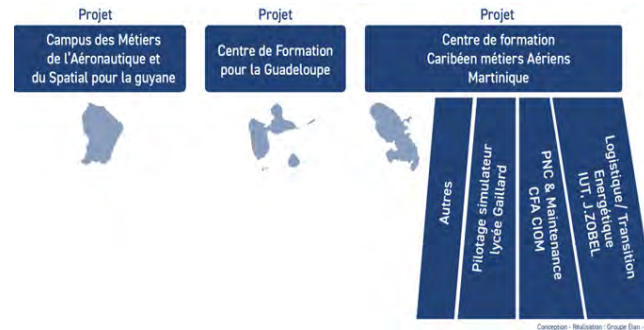 Projet
Campus des Métiers
de l'Aéronautique et
du Spatial pour la guyane
Projet
Centre de Formation
pour la Guadeloupe
Projet
Centre de formation
Caribéen métiers Aériens
Martinique
Autres
Pilotage simulateur
lycée Gaillard
PNC & Maintenance
CFA CIOM
Logistique/ Transition
Energétique
IUT, J.ZOBEL
Conception - Réalisation : Groupe Elan